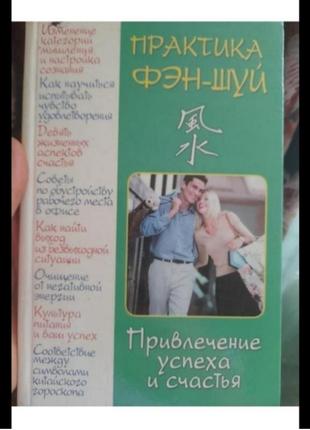 Изменение
категории
мышления
и настройка
сознания
Как научиться
испытывать
чувство
удовлетворения
Девять
жизненных
аспектов
счастья
Советы
по обустройству
рабочего места
в офисе
Как найти
выход
из безвыходной
ситуации
Очищение
от негативной
энергии
Культура
питания
и ваш успех
Соответствие
между
символами
китайского
гороскопа
ПРАКТИКА
ФЭН-ШУЙ
風
水
Привлечение
успеха
и счастья